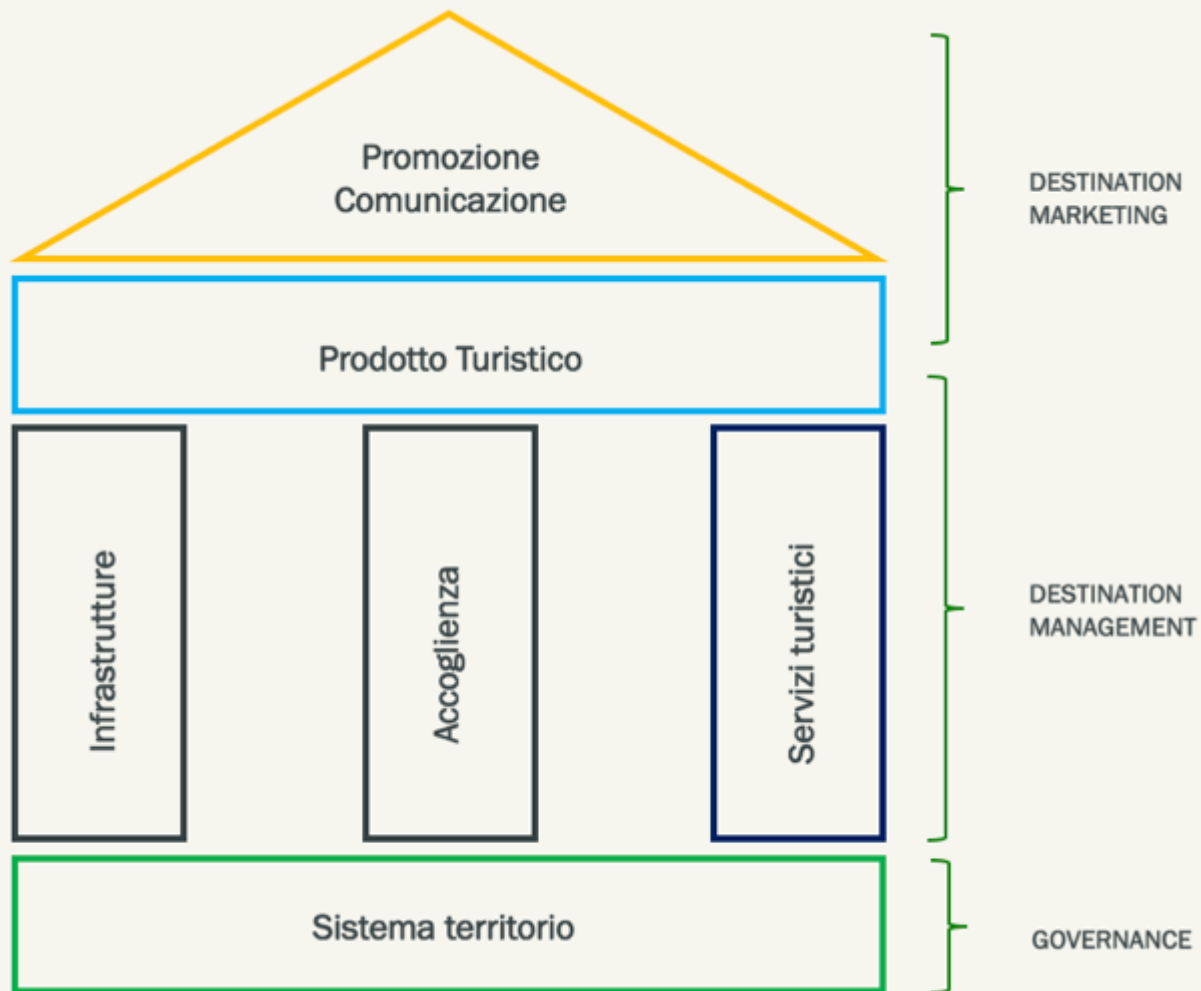 Promozione
Comunicazione
DESTINATION
MARKETING
Prodotto Turistico
Infrastrutture
Accoglienza
Servizi turistici
DESTINATION
MANAGEMENT
Sistema territorio
GOVERNANCE